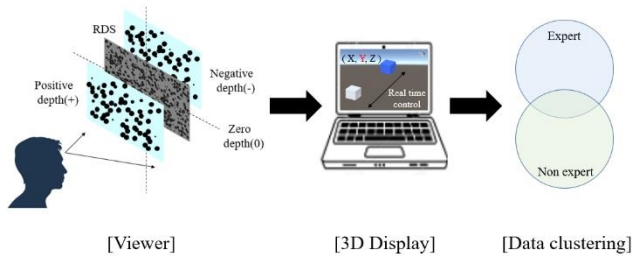 RDS
Positive
depth(+)
Negative
depth(-)
Zero
depth(0)
( X, Y, Z )
Real time
control
Expert
Non expert
[Viewer]
[3D Display]
[Data clustering]